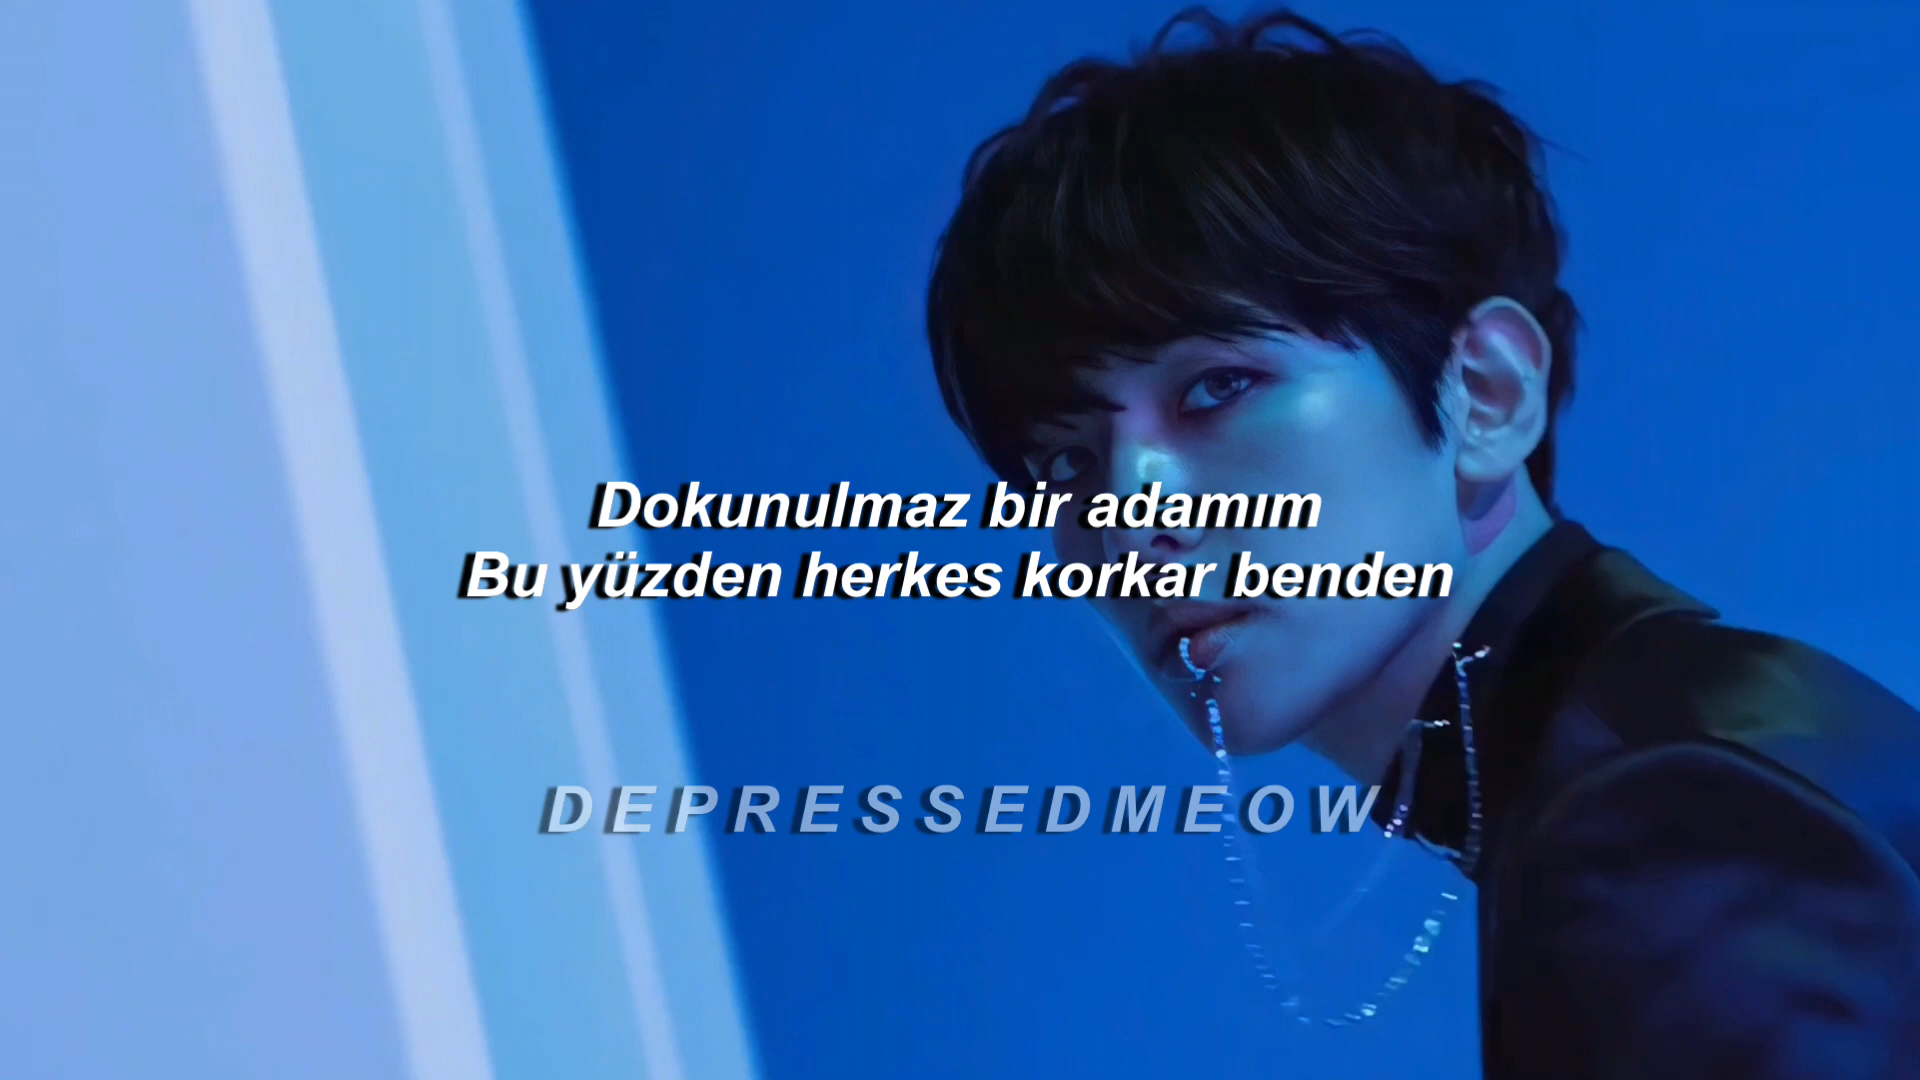 Dokunulmaz bir adamım
Bu yüzden herkes korkar benden
DEPRESSEDMEOW